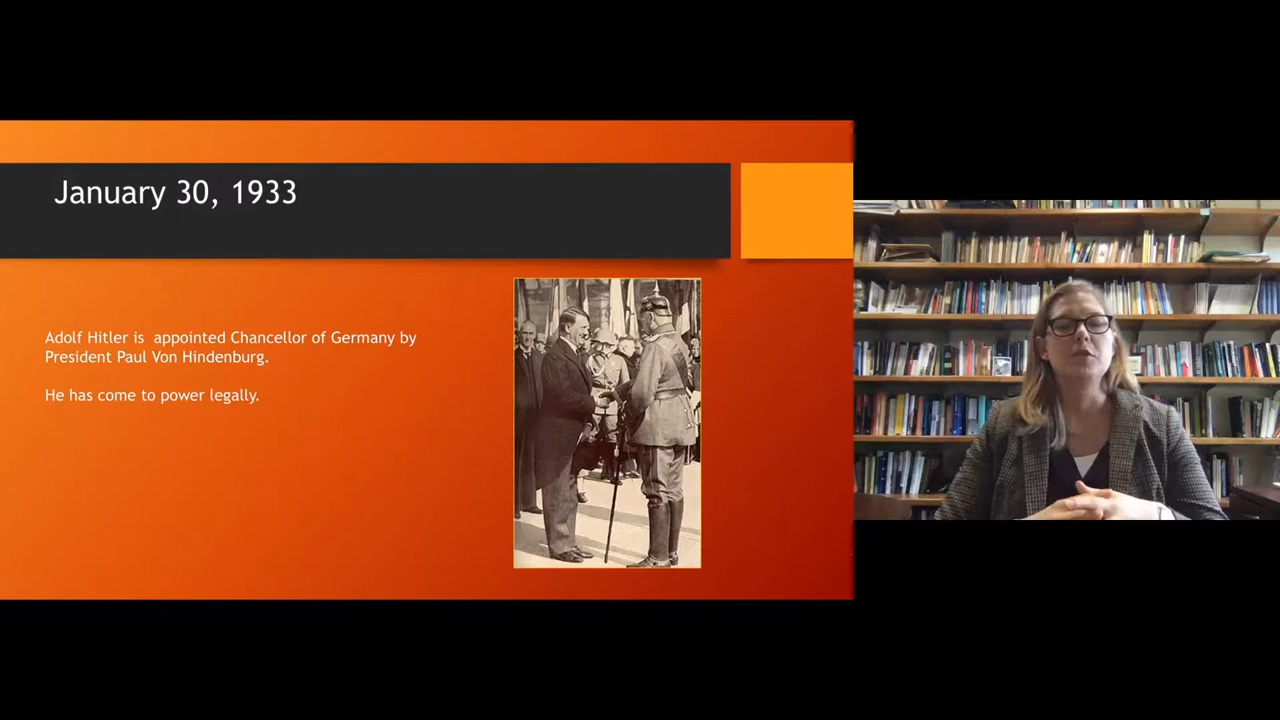 January 30, 1933
Adolf Hitler is  appointed Chancellor of Germany by
President Paul Von Hindenburg.
He has come to power legally.